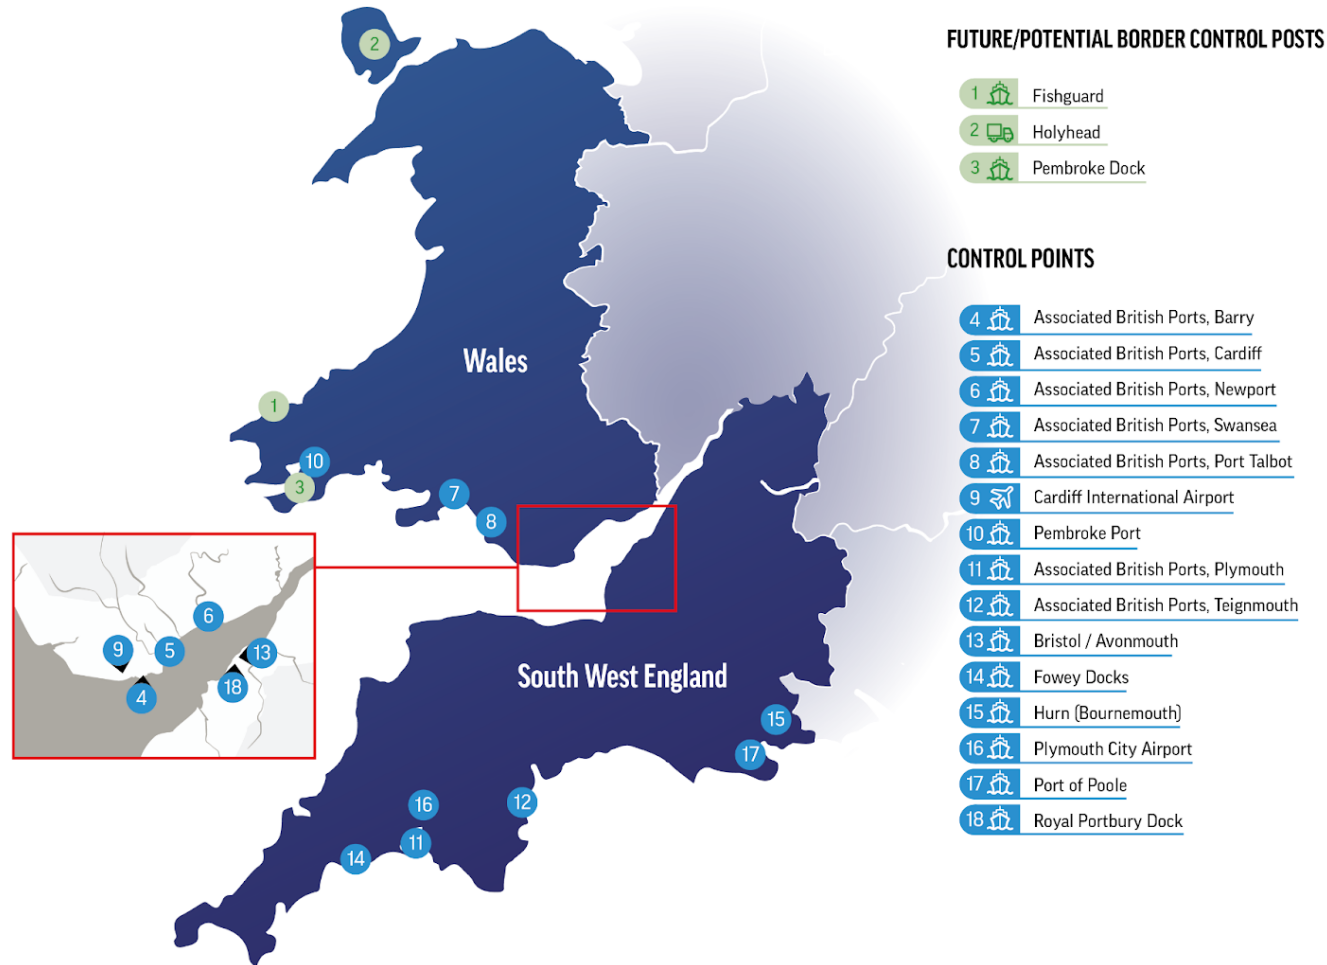 2
FUTURE/POTENTIAL BORDER CONTROL POSTS
1 Fishguard
2 Holyhead
3 Pembroke Dock
CONTROL POINTS
4 Associated British Ports, Barry
5 Associated British Ports, Cardiff
6 Associated British Ports, Newport
7 Associated British Ports, Swansea
8 Associated British Ports, Port Talbot
9 Cardiff International Airport
10 Pembroke Port
11 Associated British Ports, Plymouth
12 Associated British Ports, Teignmouth
13 Bristol / Avonmouth
14 Fowey Docks
15 Hurn (Bournemouth)
16 Plymouth City Airport
17 Port of Poole
18 Royal Portbury Dock
Wales
1
10
3
7
8
6
9
5
13
18
4
South West England
15
17
16
12
11
14